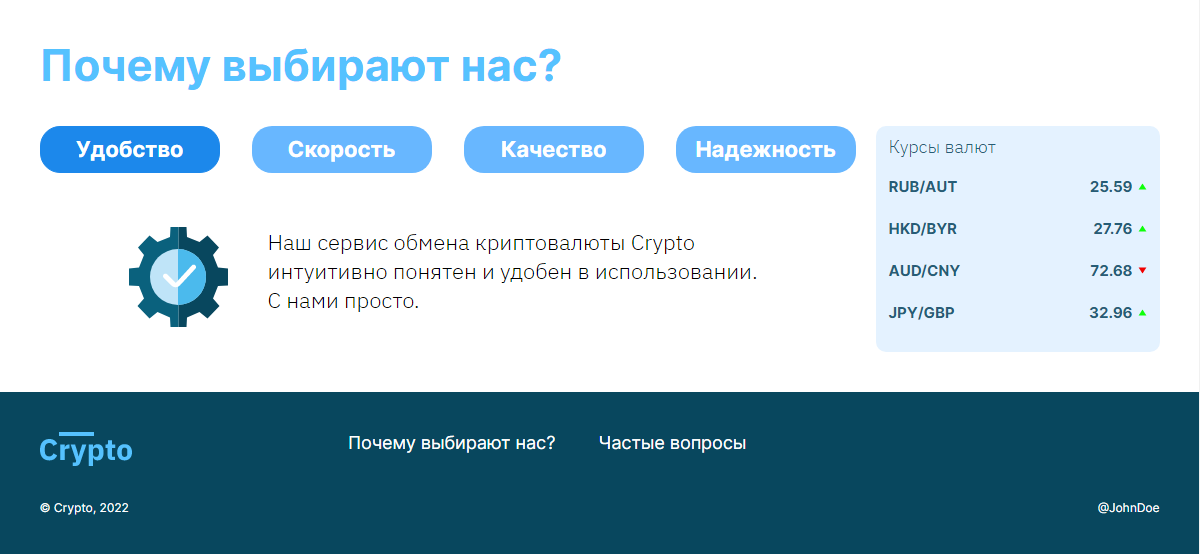 Почему выбирают нас?
Удобство
Скорость
Качество
Надежность
Наш сервис обмена криптовалюты Crypto
интуитивно понятен и удобен в использовании.
С нами просто.
Курсы валют
RUB/AUT 25.59
HKD/BYR 27.76
AUD/CNY 72.68
JPY/GBP 32.96
Crypto
Почему выбирают нас?
Частые вопросы
© Crypto, 2022
@JohnDoe